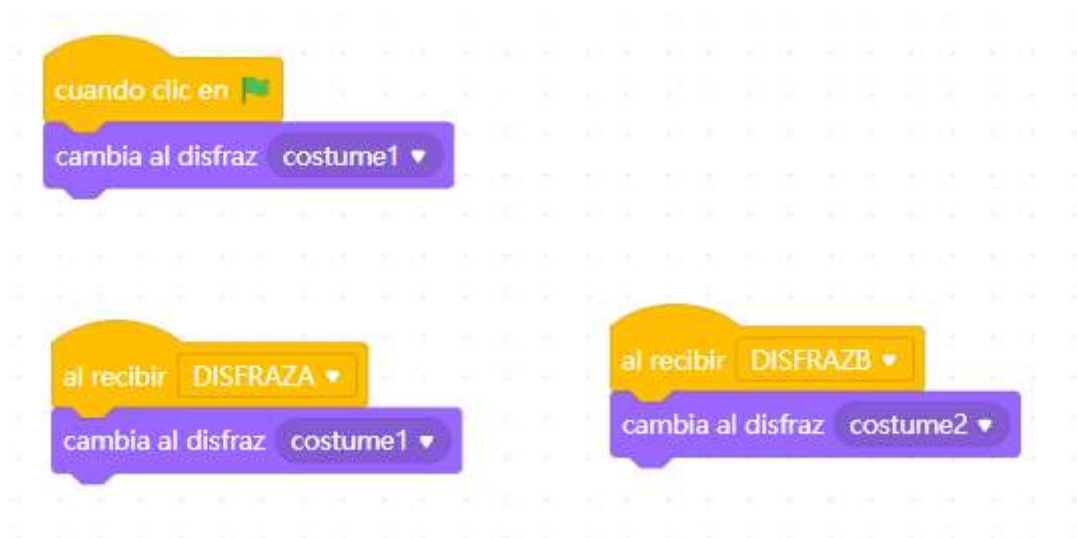 cuando clic en
cambia al disfraz costume1
al recibir DISFRAZA
cambia al disfraz costume1
al recibir DISFRAZB
cambia al disfraz costume2